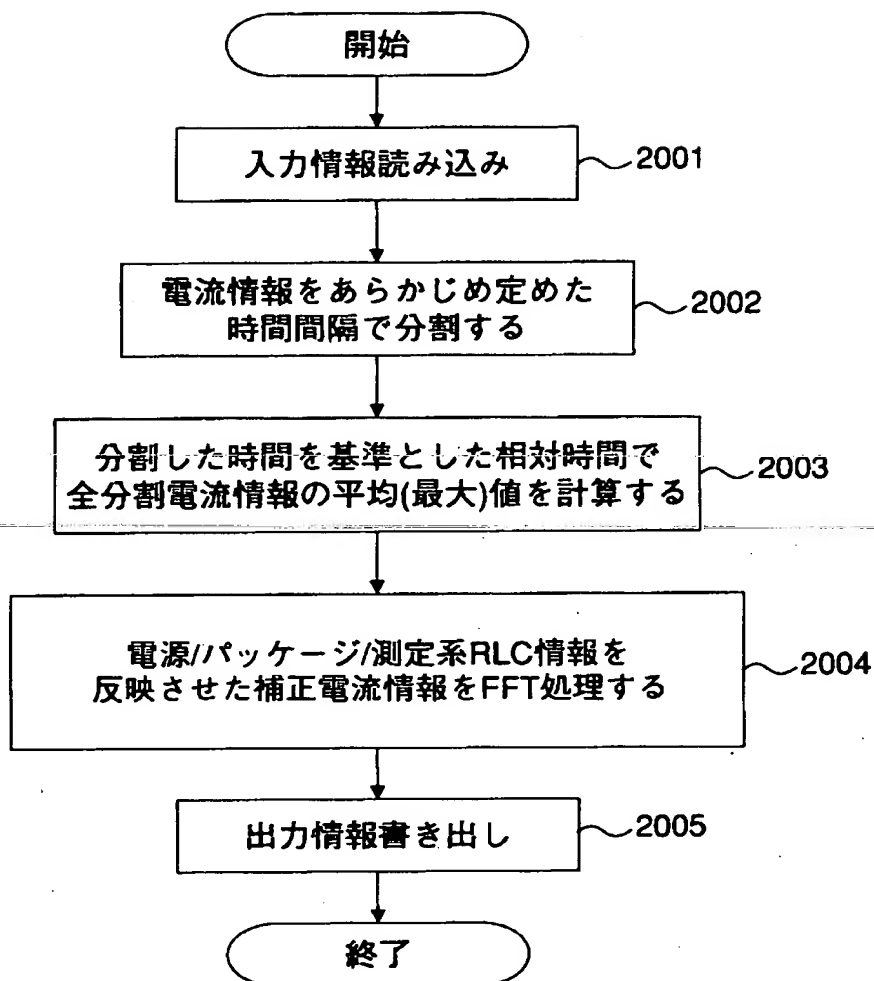 開始
入力情報読み込み
2001
電流情報をあらかじめ定めた
時間間隔で分割する
2002
分割した時間を基準とした相対時間で
全分割電流情報の平均(最大)値を計算する
2003
電源/パッケージ/測定系RLC情報を
反映させた補正電流情報をFFT処理する
2004
出力情報書き出し
2005
終了